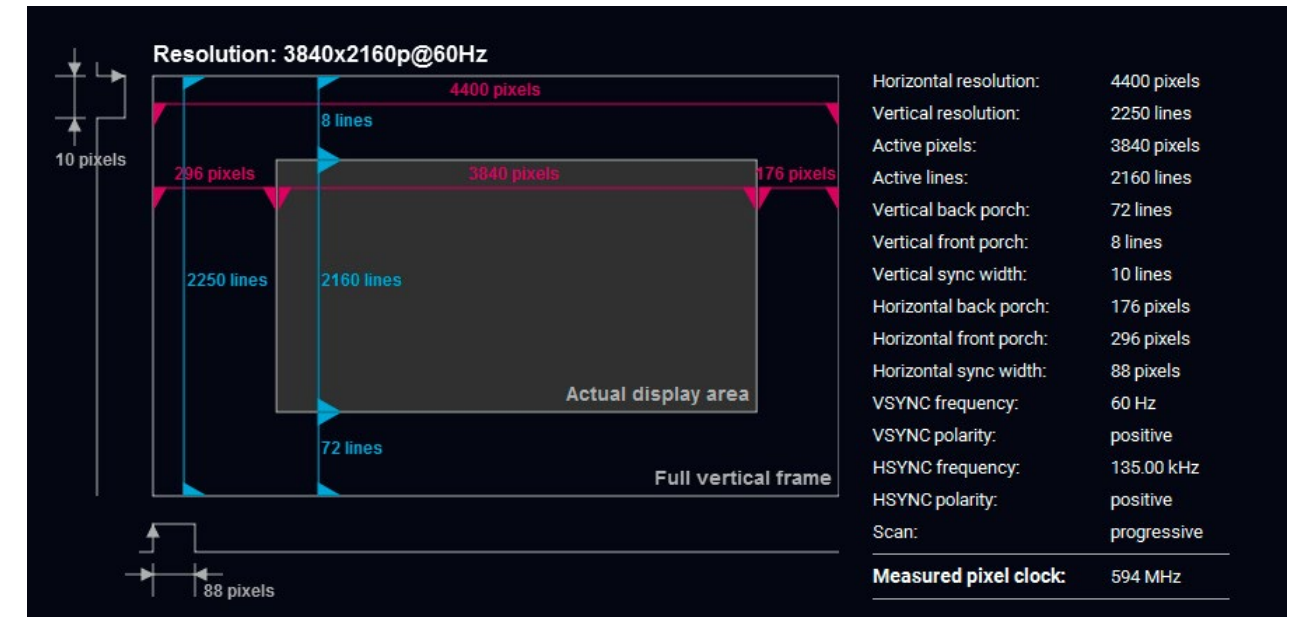 Resolution: 3840x2160p@60Hz
4400 pixels
8 lines
10 pixels
296 pixels
3840 pixels
176 pixels
2250 lines
2160 lines
Actual display area
72 lines
Full vertical frame
88 pixels
Horizontal resolution: 4400 pixels
Vertical resolution: 2250 lines
Active pixels: 3840 pixels
Active lines: 2160 lines
Vertical back porch: 72 lines
Vertical front porch: 8 lines
Vertical sync width: 10 lines
Horizontal back porch: 176 pixels
Horizontal front porch: 296 pixels
Horizontal sync width: 88 pixels
VSYNC frequency: 60 Hz
VSYNC polarity: positive
HSYNC frequency: 135.00 kHz
HSYNC polarity: positive
Scan: progressive
Measured pixel clock: 594 MHz